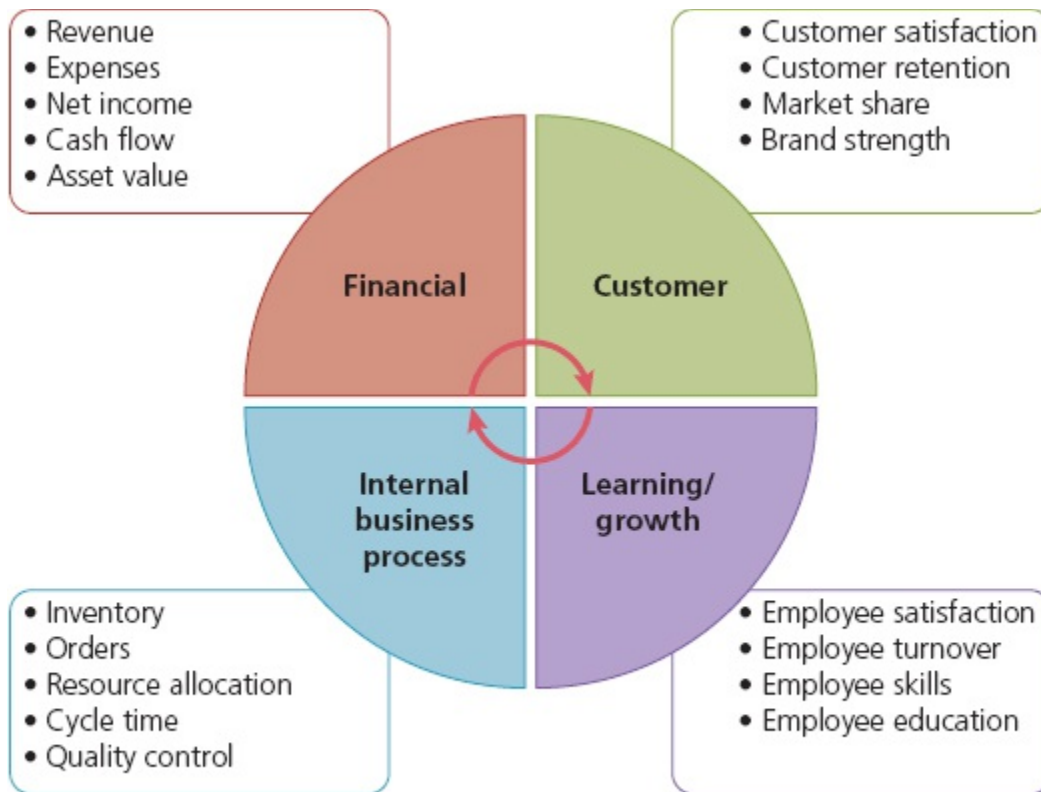 • Revenue
• Expenses
• Net income
• Cash flow
• Asset value
• Customer satisfaction
• Customer retention
• Market share
• Brand strength
Financial
Customer
Internal
business
process
Learning/
growth
• Inventory
• Orders
• Resource allocation
• Cycle time
• Quality control
• Employee satisfaction
• Employee turnover
• Employee skills
• Employee education